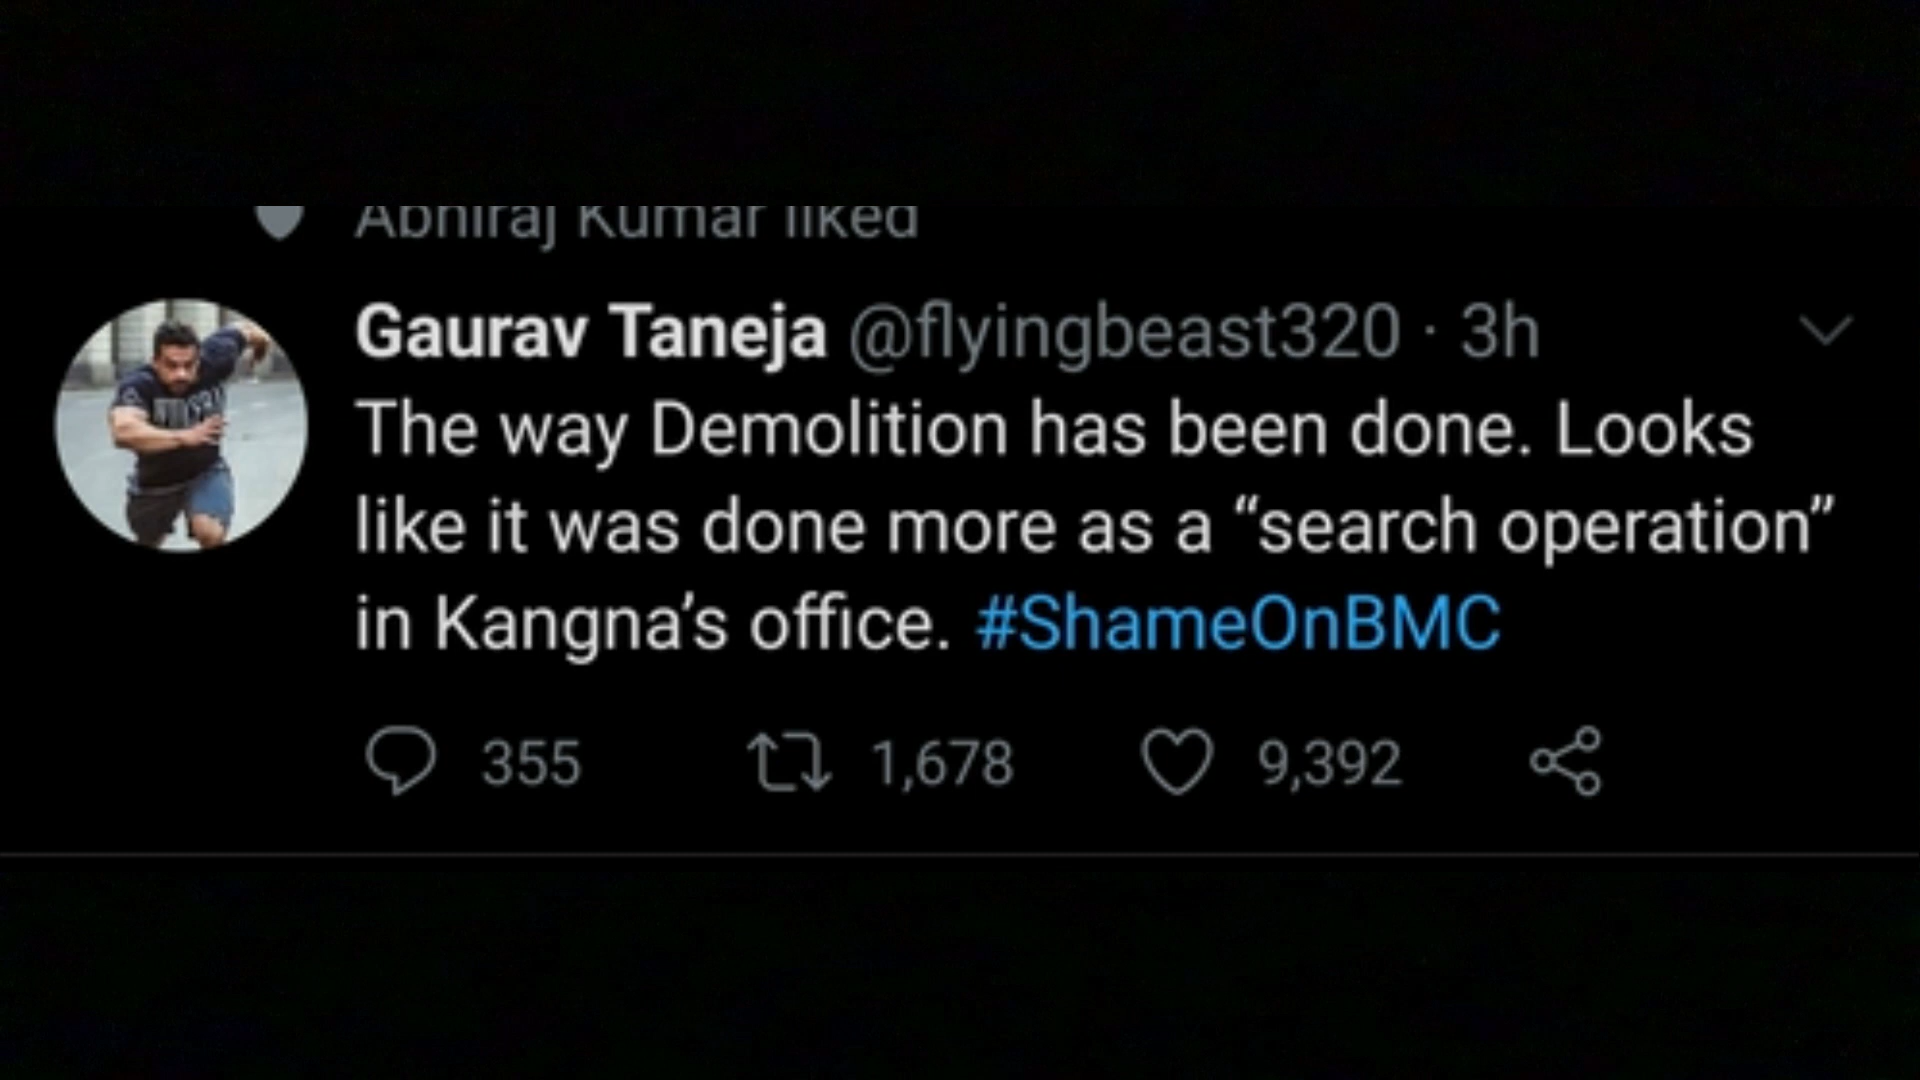 Abhiraj Kumar liked
Gaurav Taneja @flyingbeast320 · 3h
The way Demolition has been done. Looks
like it was done more as a “search operation”
in Kangna’s office. #ShameOnBMC
355 1,678 9,392